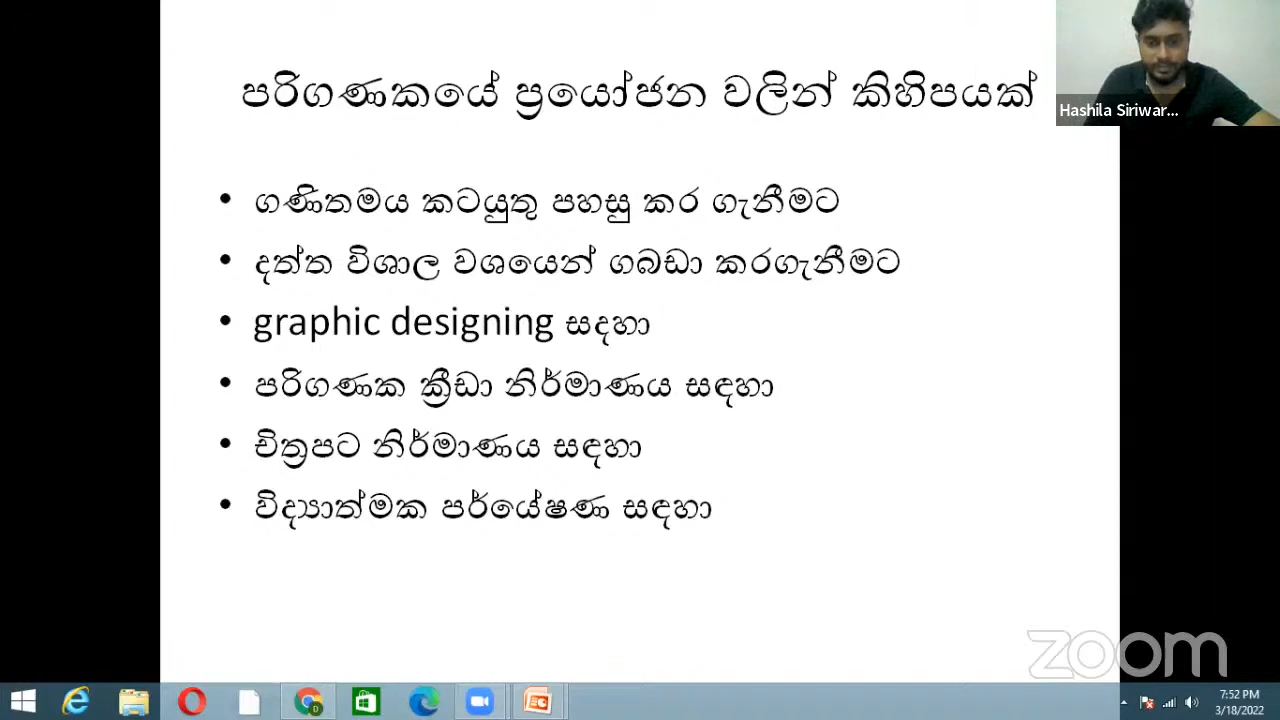 පරිගණකයේ ප්‍රයෝජන වලින් කිහිපයක්
Hashila Siriwar...
• ගණිතමය කටයුතු පහසු කර ගැනීමට
• දත්ත විශාල වශයෙන් ගබඩා කරගැනීමට
• graphic designing සදහා
• පරිගණක ක්‍රීඩා නිර්මාණය සඳහා
• චිත්‍රපට නිර්මාණය සඳහා
• විද්‍යාත්මක පර්යේෂණ සඳහා
zoom
7:52 PM
3/18/2022